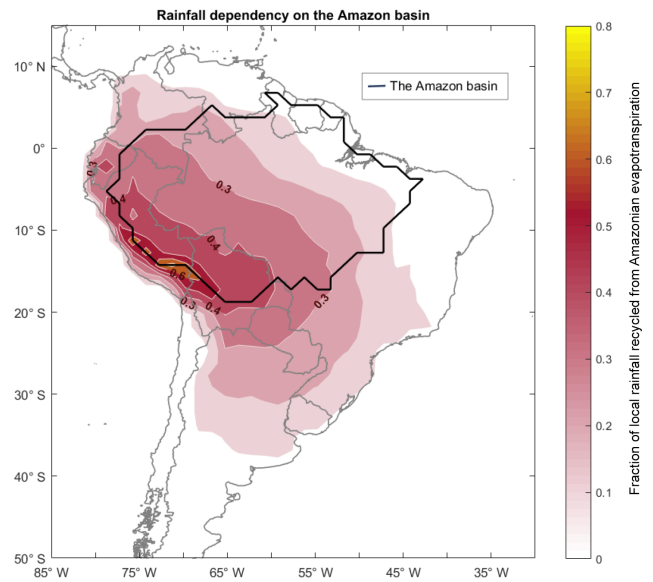 Rainfall dependency on the Amazon basin
The Amazon basin
10° N
0°
10° S
20° S
30° S
40° S
50° S
85° W
75° W
65° W
55° W
45° W
35° W
0.3
0.4
0.3
0.4
0.6
0.3
0.4
0.3
0.8
0.7
0.6
0.5
0.4
0.3
0.2
0.1
0
Fraction of local rainfall recycled from Amazonian evapotranspiration